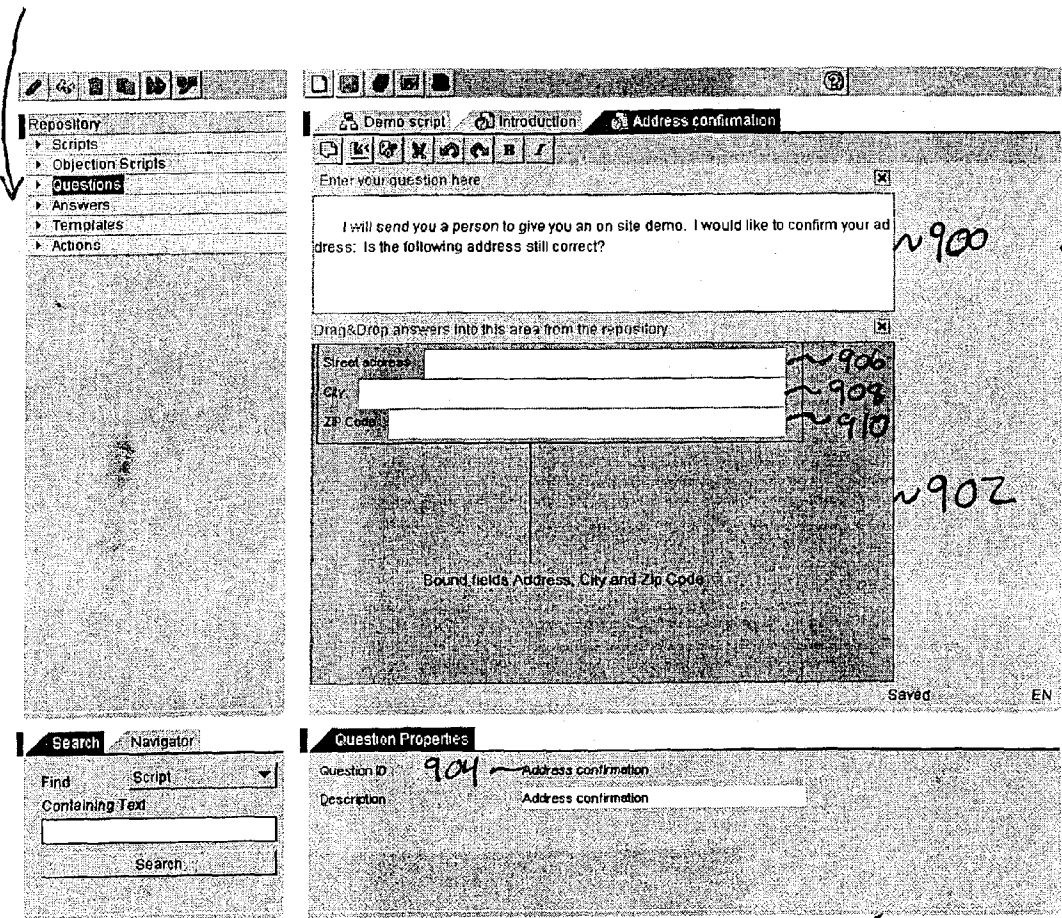 Repository
Scripts
Objection Scripts
Questions
Answers
Templates
Actions
Demo script Introduction Address confirmation
B I
Enter your question here
I will send you a person to give you an on site demo. I would like to confirm your ad
dress: Is the following address still correct?
~900
Drag&Drop answers into this area from the repository
Street address ~906
City: ~908
ZIP Code: ~910
~902
Bound fields Address, City and Zip Code
Saved EN
Search Navigator
Find Script
Containing Text
Search
Question Properties
Question ID 904 Address confirmation
Description Address confirmation